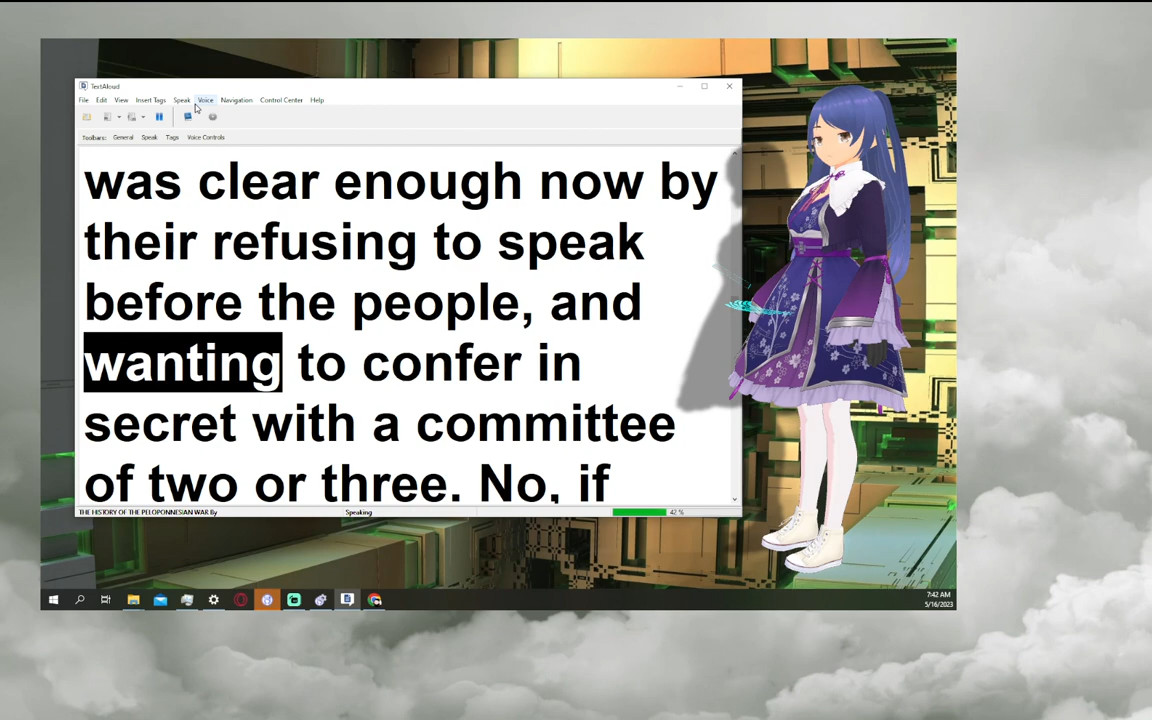 TextAloud
File Edit View Insert Tags Speak Voice Navigation Control Center Help
Toolbars: General Speak Tags Voice Controls
was clear enough now by
their refusing to speak
before the people, and
wanting to confer in
secret with a committee
of two or three. No, if
THE HISTORY OF THE PELOPONNESIAN WAR By Speaking 42 %
7:42 AM
5/16/2023